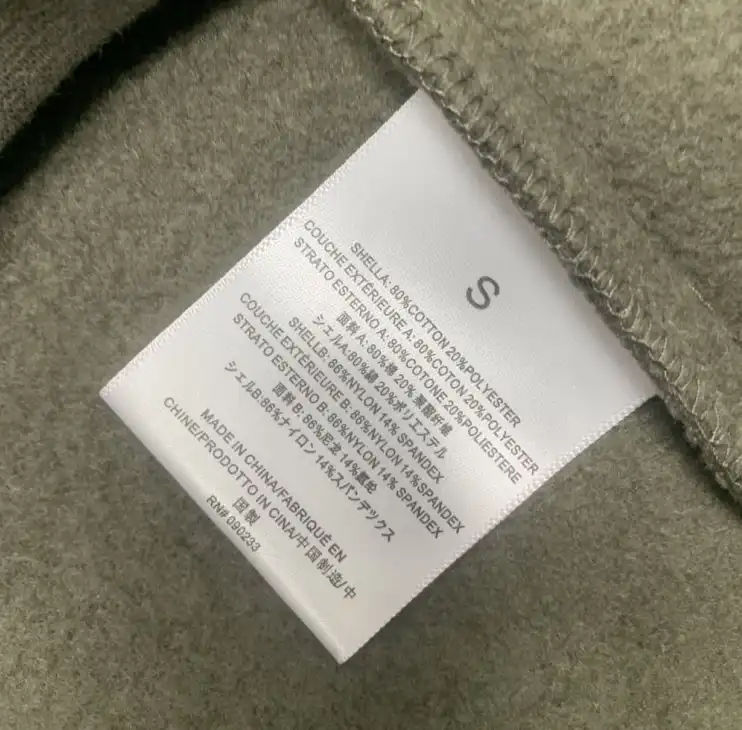 S
SHELLA: 80%COTTON 20%POLYESTER
COUCHE EXTÉRIEURE A: 80%COTON 20%POLYESTER
STRATO ESTERNO A: 80%COTONE 20%POLIESTERE
面料 A: 80%棉 20%聚酯纤维
シェルA:80%綿 20%ポリエステル
SHELLB: 86%NYLON 14% SPANDEX
COUCHE EXTÉRIEURE B: 86%NYLON 14%SPANDEX
STRATO ESTERNO B: 86%NYLON 14% SPANDEX
面料 B: 86%尼龙 14%氨纶
シェルB:86%ナイロン 14%スパンデックス
MADE IN CHINA/FABRIQUÉ EN
CHINE/PRODOTTO IN CINA/中国制造/中
国製
RN# 090233